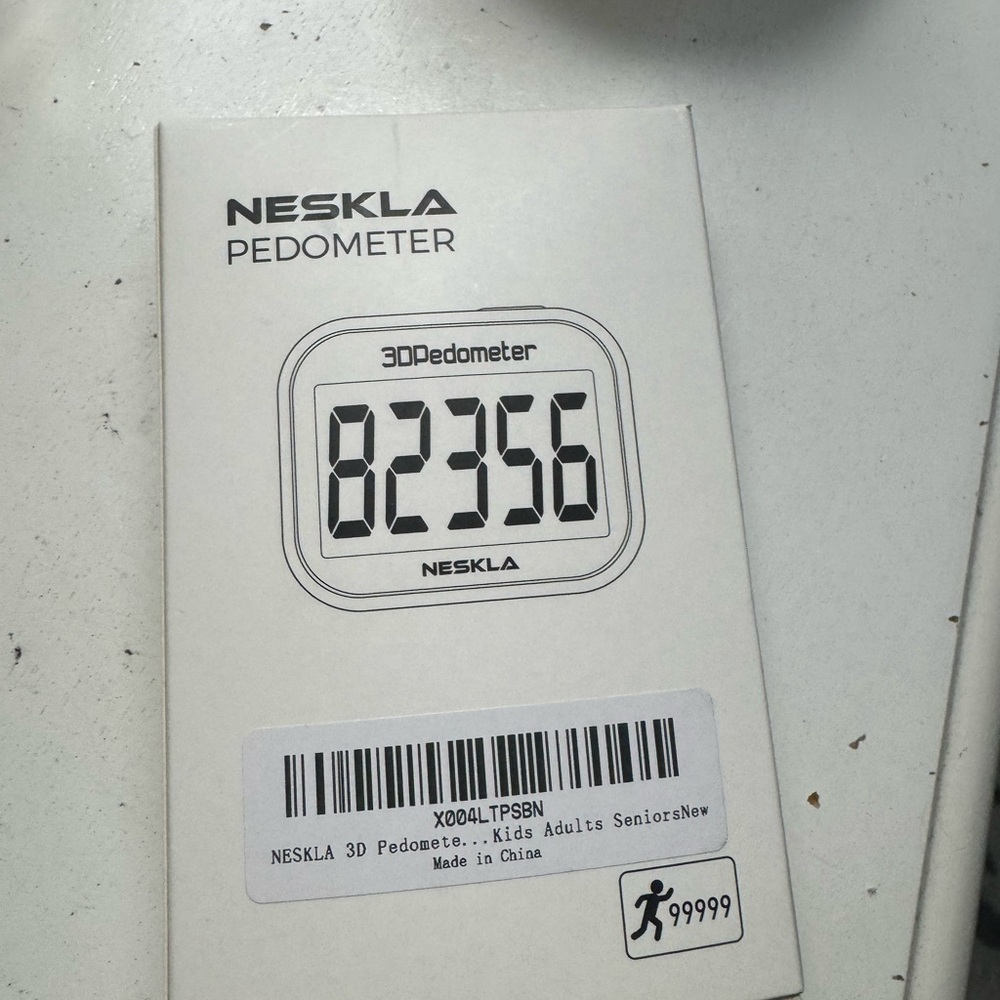 NESKLA
PEDOMETER
3DPedometer
82356
NESKLA
X004LTPSBN
NESKLA 3D Pedomete...Kids Adults SeniorsNew
Made in China
99999